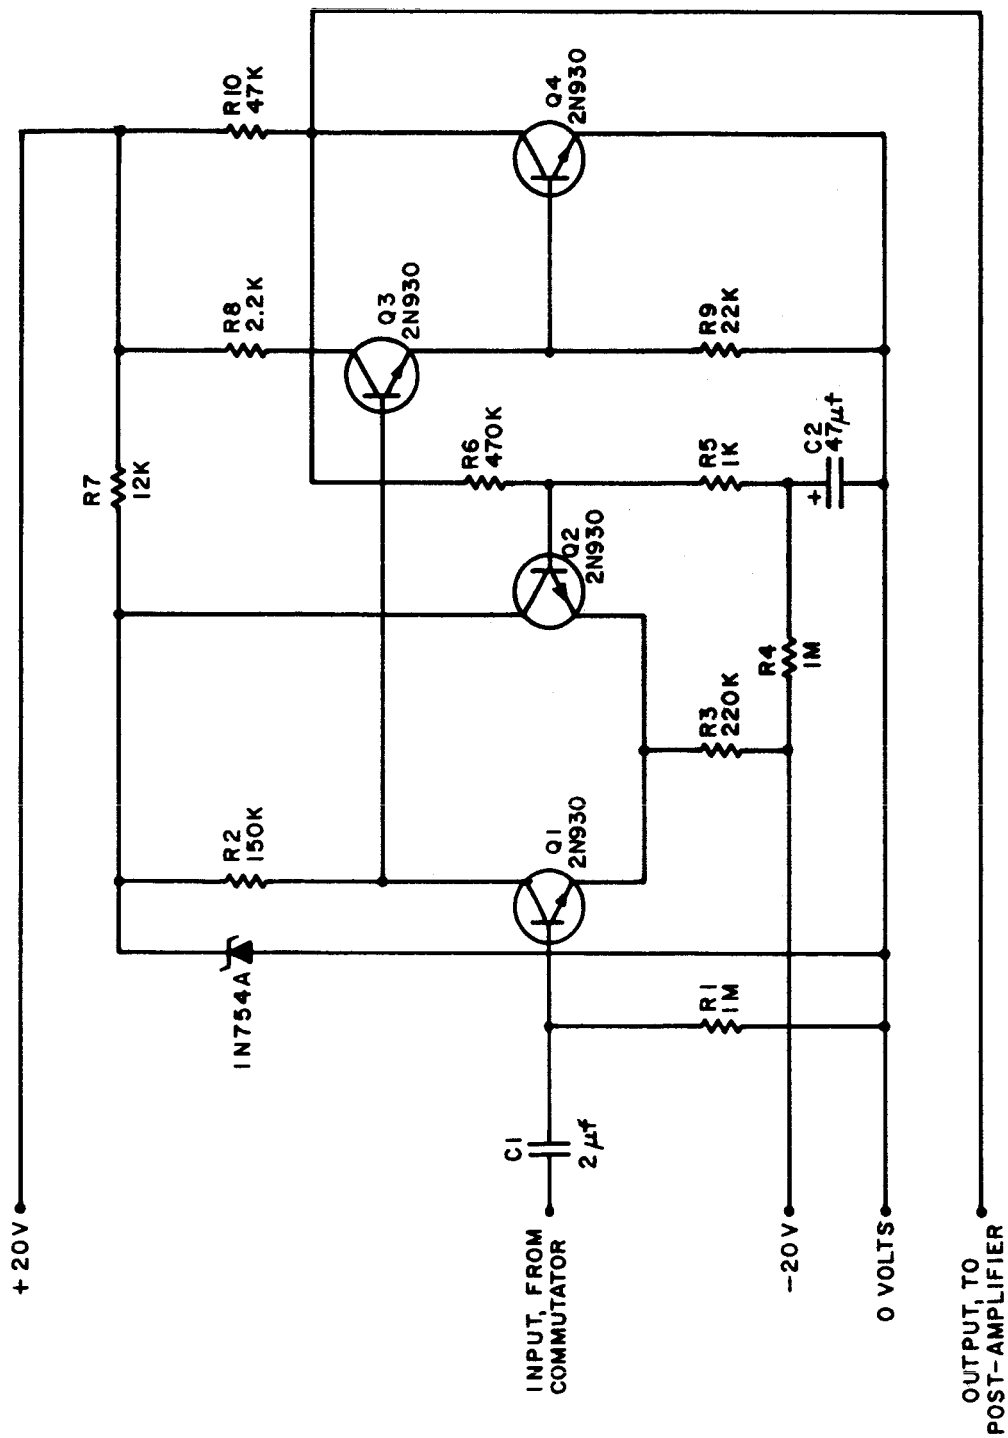 +20V
R10
47K
Q4
2N930
R8
2.2K
Q3
2N930
R9
22K
R7
12K
R6
470K
R5
1K
C2
47μf
+
Q2
2N930
R4
1M
R3
220K
R2
150K
Q1
2N930
1N754A
R1
1M
C1
2 μf
INPUT, FROM
COMMUTATOR
-20V
0 VOLTS
OUTPUT, TO
POST-AMPLIFIER